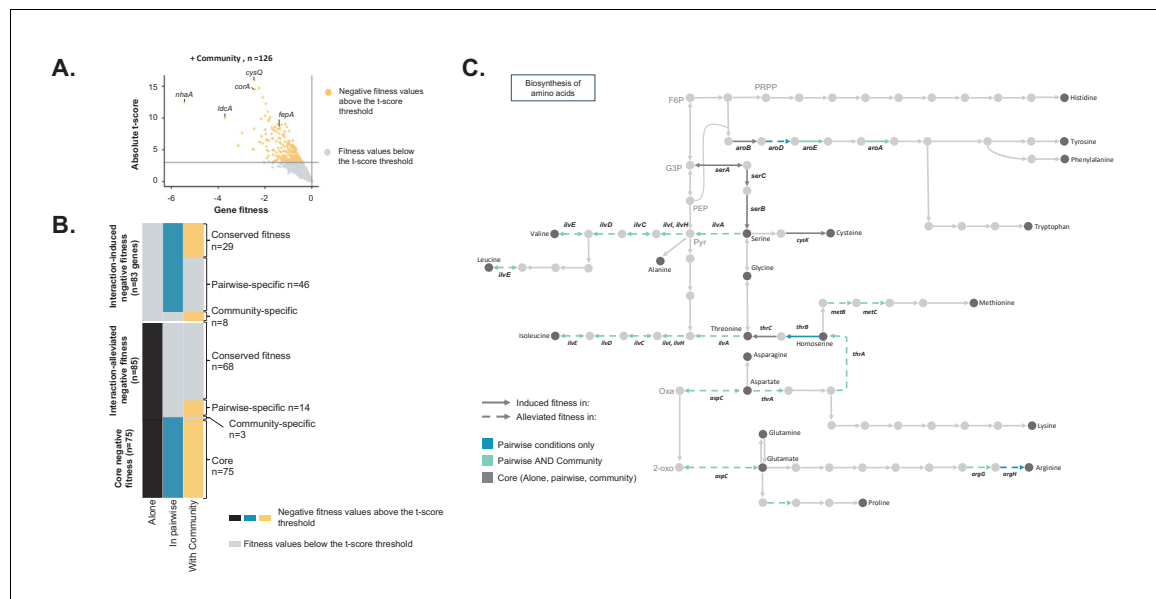 A.
+ Community , n =126
Absolute t-score
15
10
5
0
-6
-4
-2
0
Gene fitness
nhaA
ldcA
cysQ
corA
fepA
Negative fitness values
above the t-score
threshold
Fitness values below
the t-score threshold
B.
Interaction-induced
negative fitness
(n=83 genes)
Interaction-alleviated
negative fitness
(n=85)
Core negative
fitness (n=75)
Conserved fitness
n=29
Pairwise-specific n=46
Community-specific
n=8
Conserved fitness
n=68
Pairwise-specific n=14
Community-specific
n=3
Core
n=75
Alone
In pairwise
With Community
Negative fitness values above the t-score
threshold
Fitness values below the t-score threshold
C.
Biosynthesis of
amino acids
F6P
PRPP
Histidine
aroB
aroD
aroE
aroA
Tyrosine
Phenylalanine
G3P
serA
serC
serB
PEP
Tryptophan
Valine
ilvE
ilvD
ilvC
ilvI, ilvH
ilvA
Pyr
Serine
cysK
Cysteine
Leucine
ilvE
Alanine
Glycine
metB
metC
Methionine
Isoleucine
ilvE
ilvD
ilvC
ilvI, ilvH
ilvA
Threonine
thrC
thrB
Homoserine
thrA
Asparagine
Aspartate
Oxa
aspC
thrA
Lysine
Glutamine
Glutamate
2-oxo
aspC
argG
argH
Arginine
Proline
Induced fitness in:
Alleviated fitness in:
Pairwise conditions only
Pairwise AND Community
Core (Alone, pairwise, community)